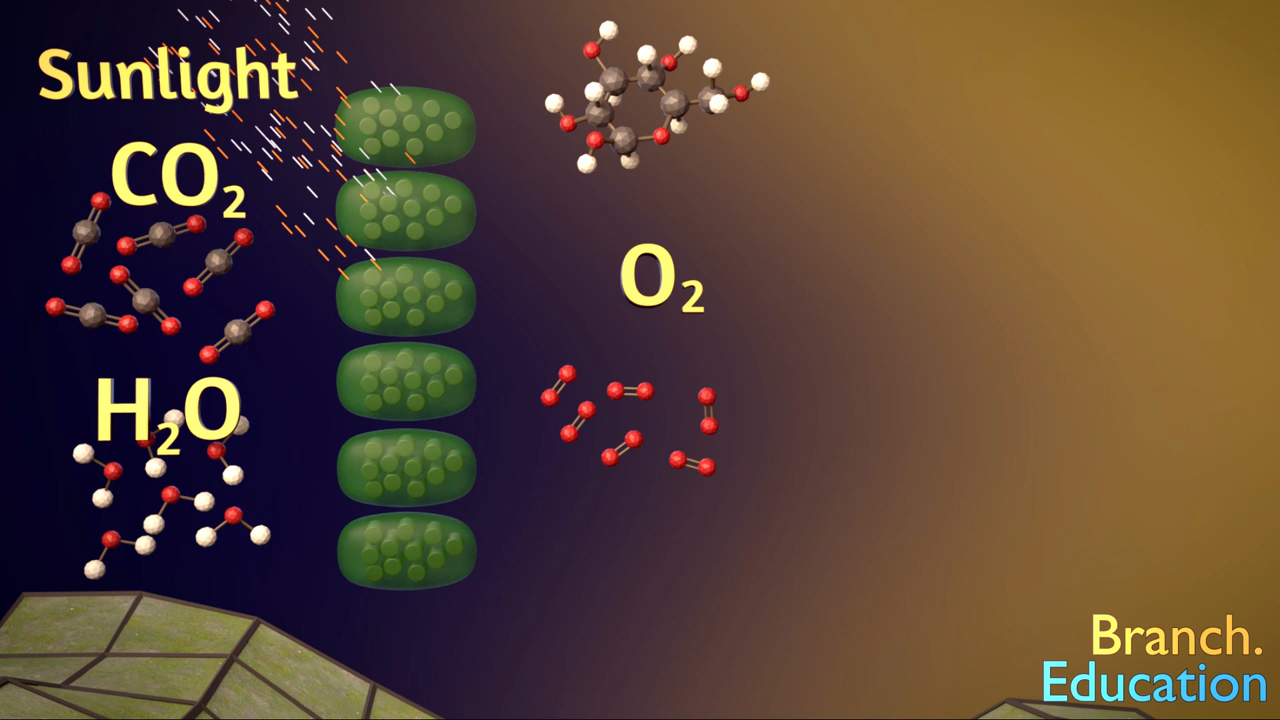 Sunlight
CO₂
H₂O
O₂
Branch.
Education